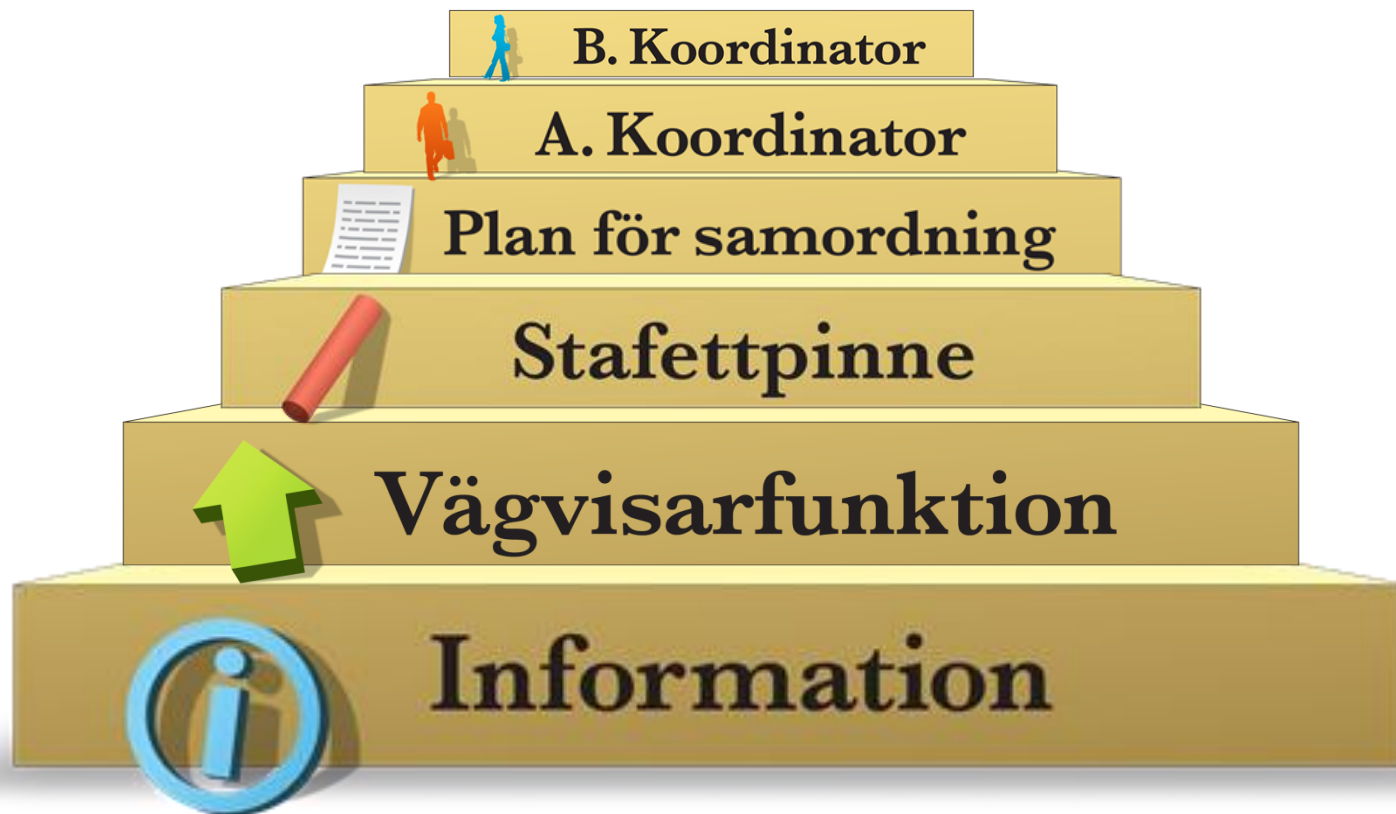 B. Koordinator
A. Koordinator
Plan för samordning
Stafettpinne
Vägvisarfunktion
Information